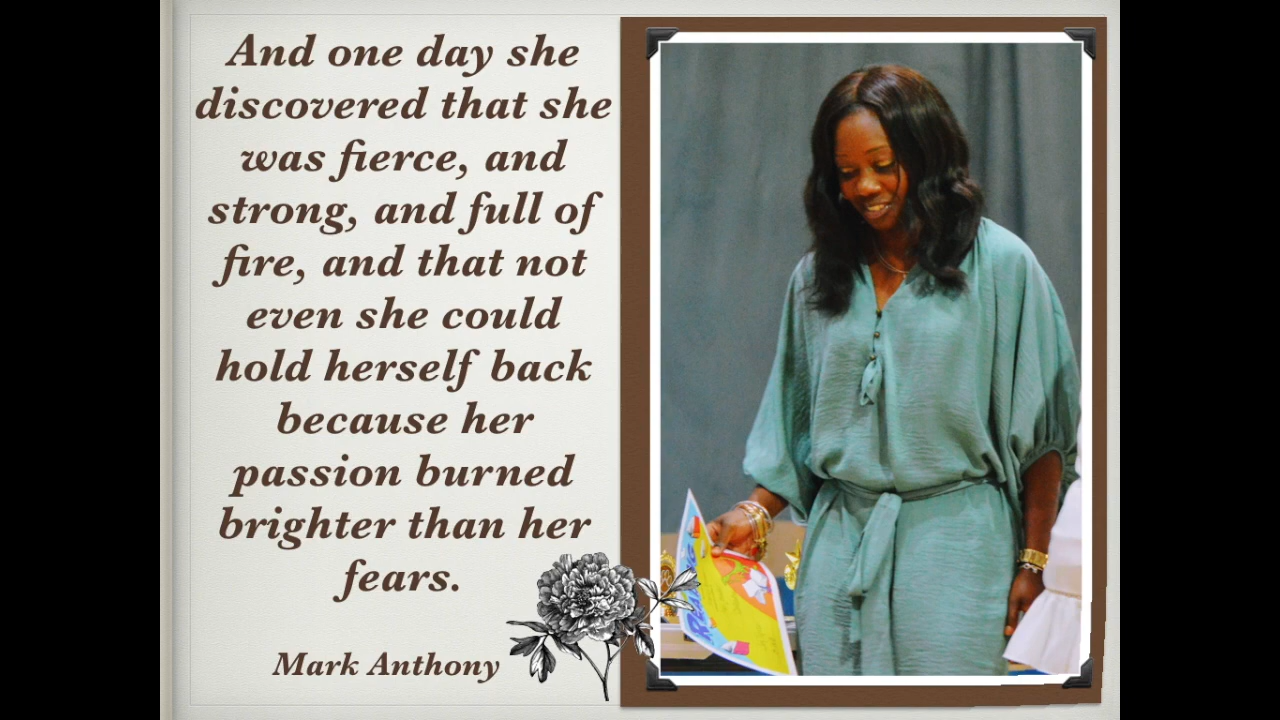 And one day she
discovered that she
was fierce, and
strong, and full of
fire, and that not
even she could
hold herself back
because her
passion burned
brighter than her
fears.
Mark Anthony